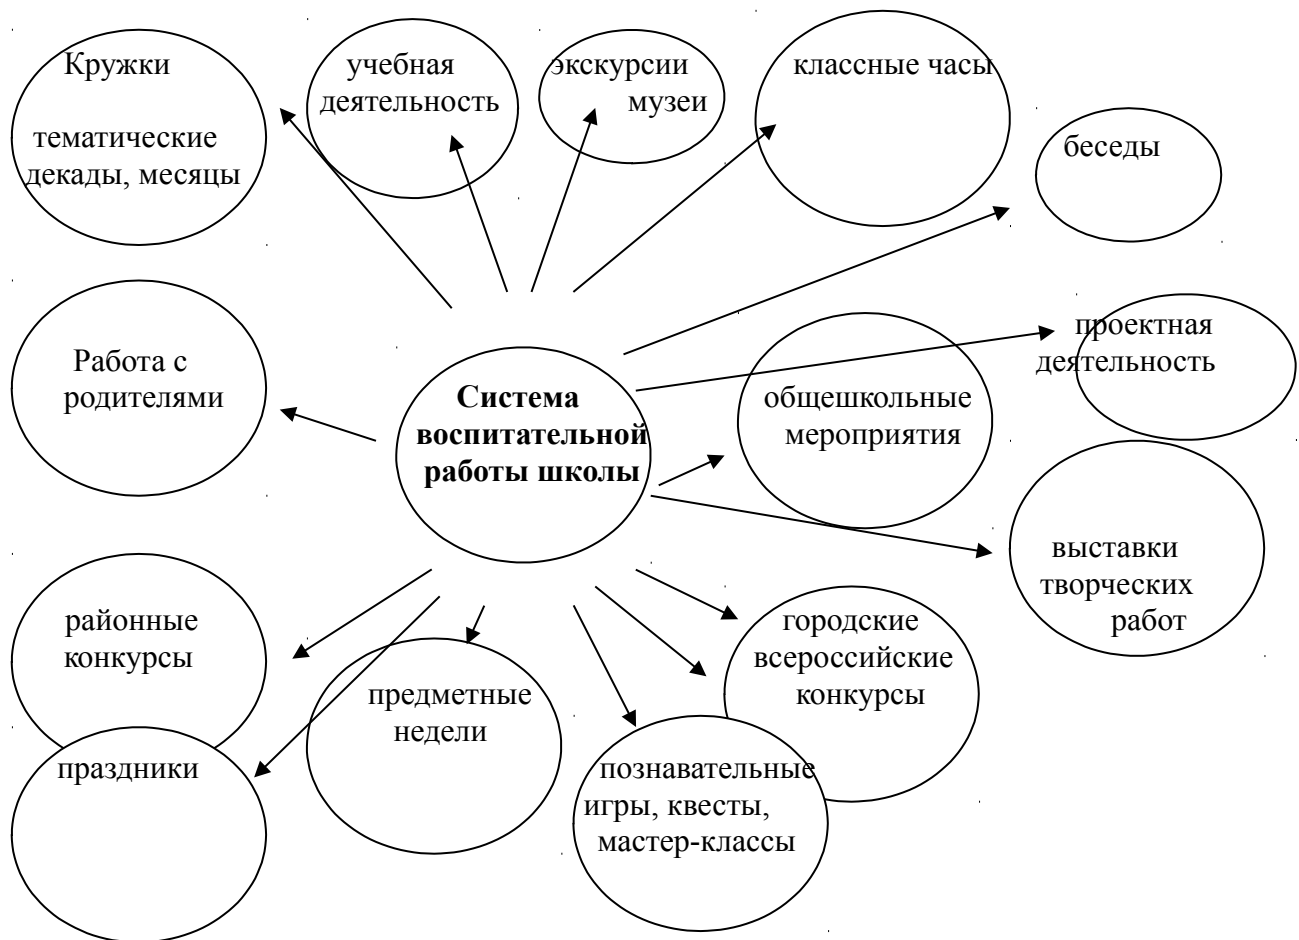 Кружки
тематические
декады, месяцы
учебная
деятельность
экскурсии
музеи
классные часы
беседы
Работа с
родителями
Система
воспитательной
работы школы
общешкольные
мероприятия
проектная
деятельность
выставки
творческих
работ
районные
конкурсы
праздники
предметные
недели
познавательные
игры, квесты,
мастер-классы
городские
всероссийские
конкурсы